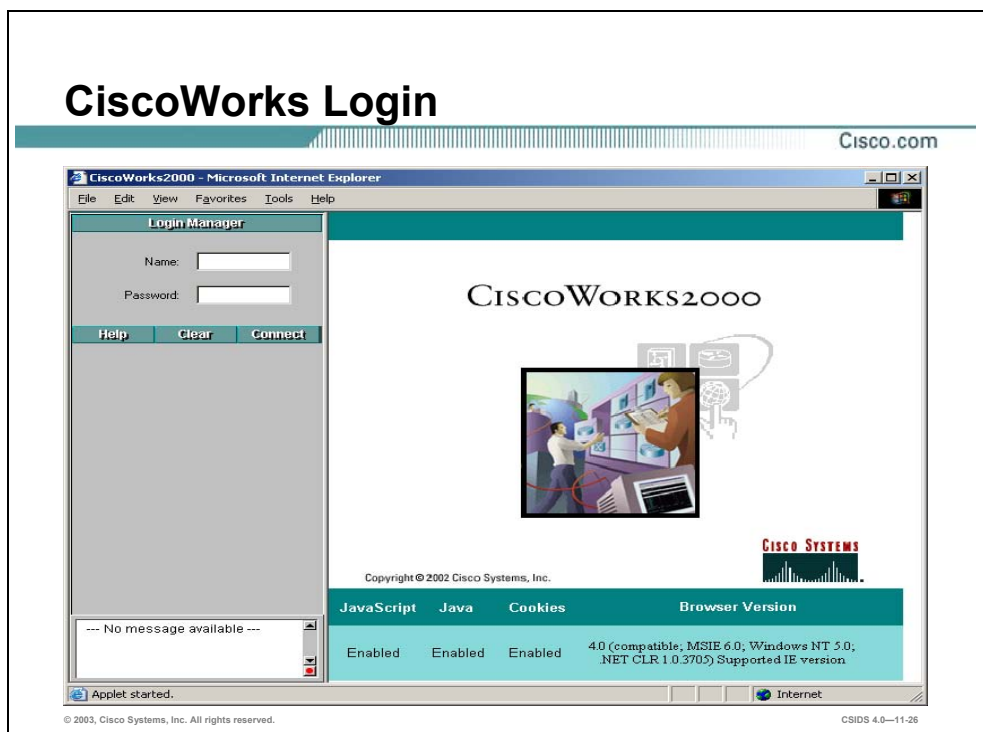 CiscoWorks Login
Cisco.com
CiscoWorks2000 - Microsoft Internet Explorer
File Edit View Favorites Tools Help
Login Manager
Name:
Password:
Help Clear Connect
CISCOWORKS2000
CISCO SYSTEMS
Copyright © 2002 Cisco Systems, Inc.
JavaScript Java Cookies Browser Version
Enabled Enabled Enabled 4.0 (compatible; MSIE 6.0; Windows NT 5.0;
.NET CLR 1.0.3705) Supported IE version
--- No message available ---
Applet started. Internet
© 2003, Cisco Systems, Inc. All rights reserved. CSIDS 4.0—11-26